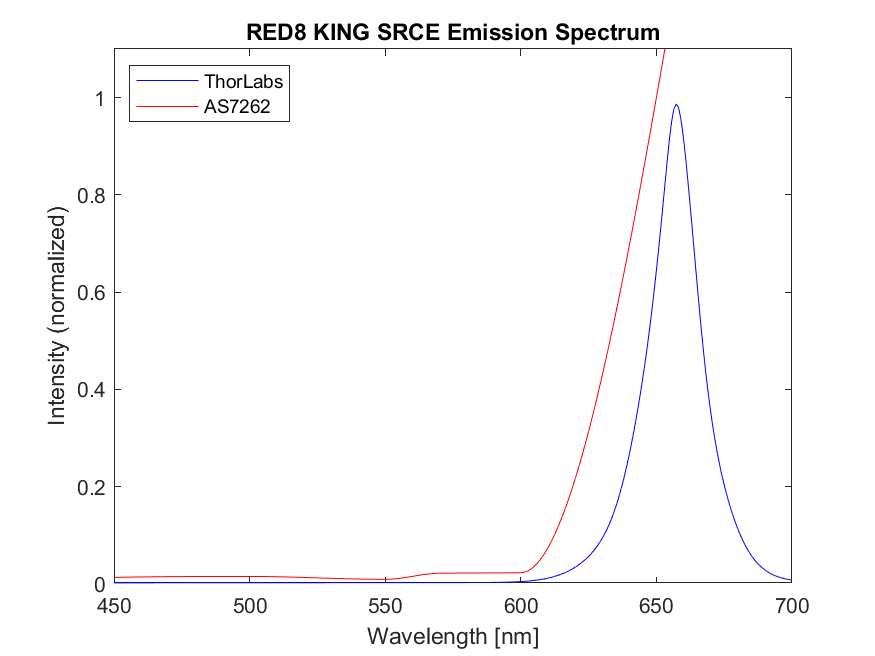 RED8 KING SRCE Emission Spectrum
ThorLabs
AS7262
1
0.8
0.6
0.4
0.2
0
Intensity (normalized)
450 500 550 600 650 700
Wavelength [nm]